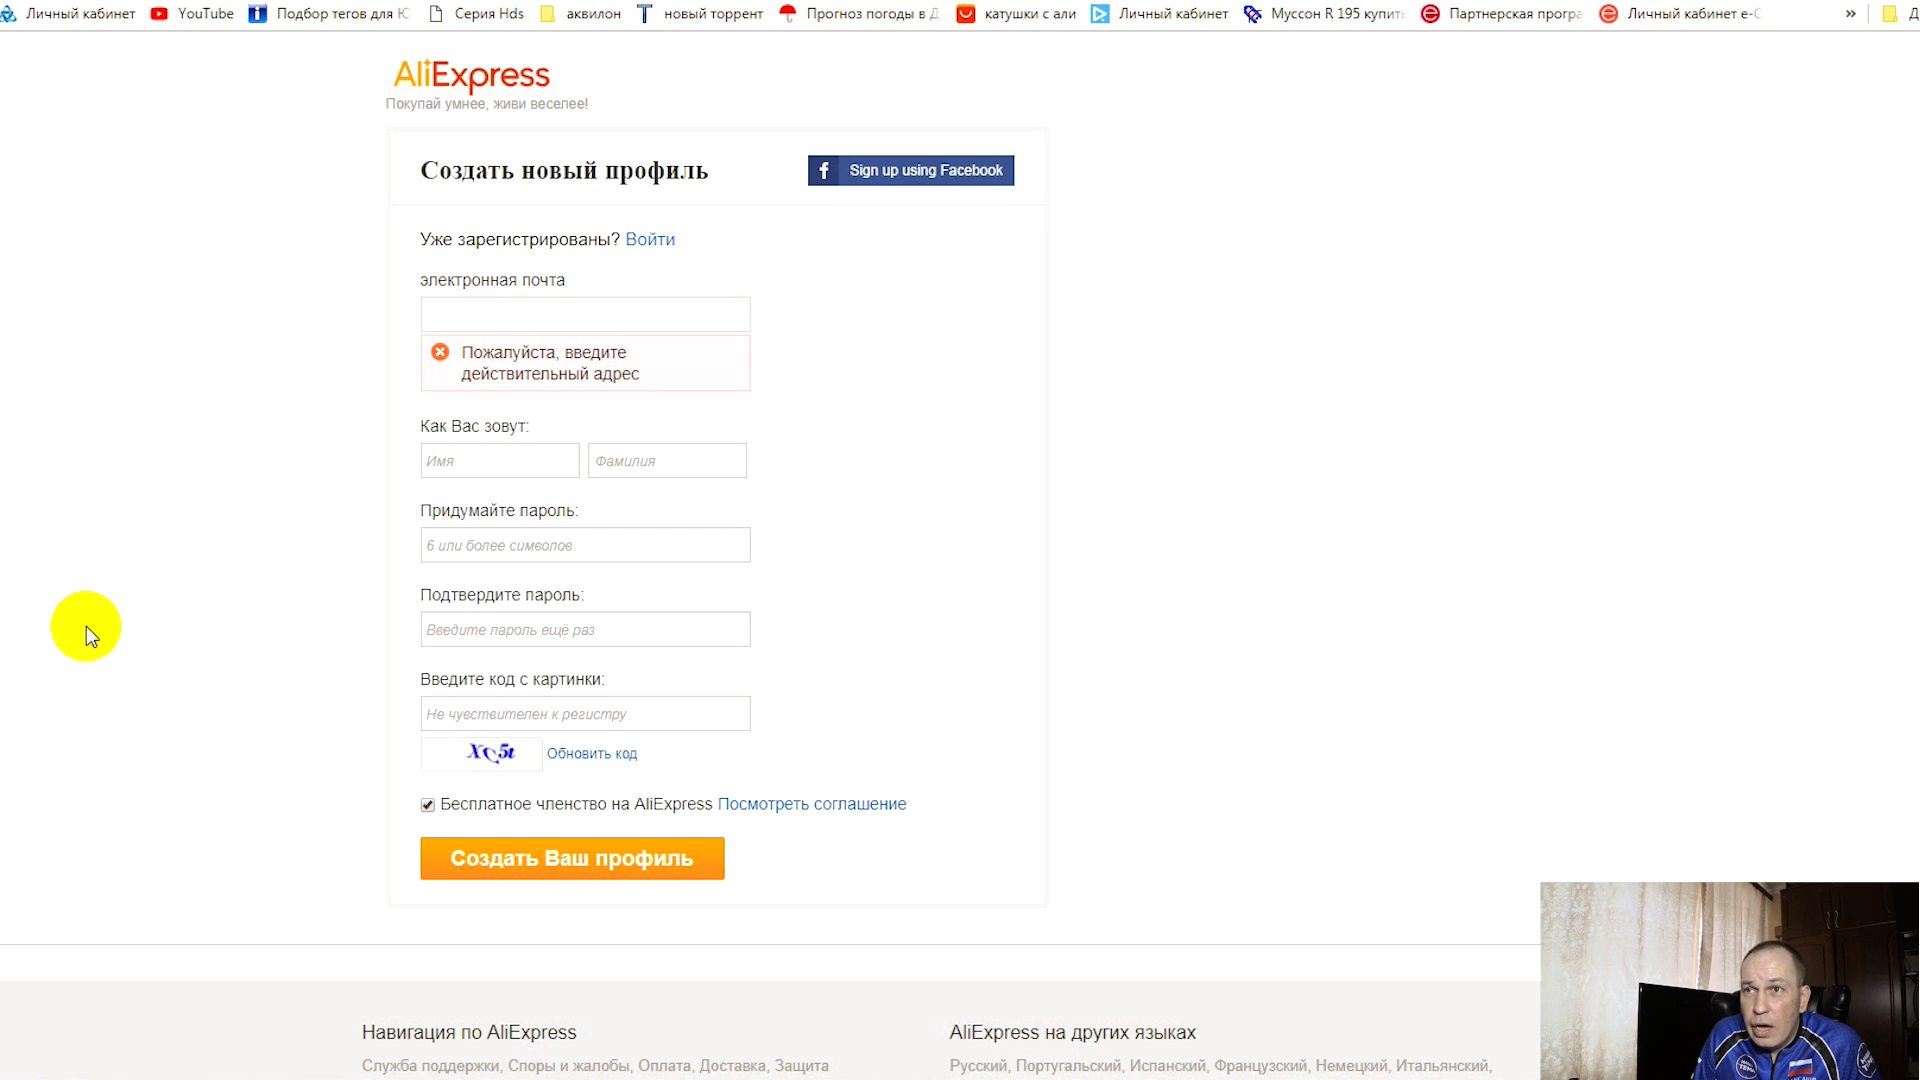 Личный кабинет YouTube Подбор тегов для Ю Серия Hds аквилон новый торрент Прогноз погоды в Д катушки с али Личный кабинет Муссон R 195 купить Партнерская програ Личный кабинет e-C » Д
AliExpress
Покупай умнее, живи веселее!
Создать новый профиль
f Sign up using Facebook
Уже зарегистрированы? Войти
электронная почта
Пожалуйста, введите
действительный адрес
Как Вас зовут:
Имя Фамилия
Придумайте пароль:
6 или более символов
Подтвердите пароль:
Введите пароль ещё раз
Введите код с картинки:
Не чувствителен к регистру
Обновить код
Бесплатное членство на AliExpress Посмотреть соглашение
Создать Ваш профиль
Навигация по AliExpress
Служба поддержки, Споры и жалобы, Оплата, Доставка, Защита
AliExpress на других языках
Русский, Португальский, Испанский, Французский, Немецкий, Итальянский,